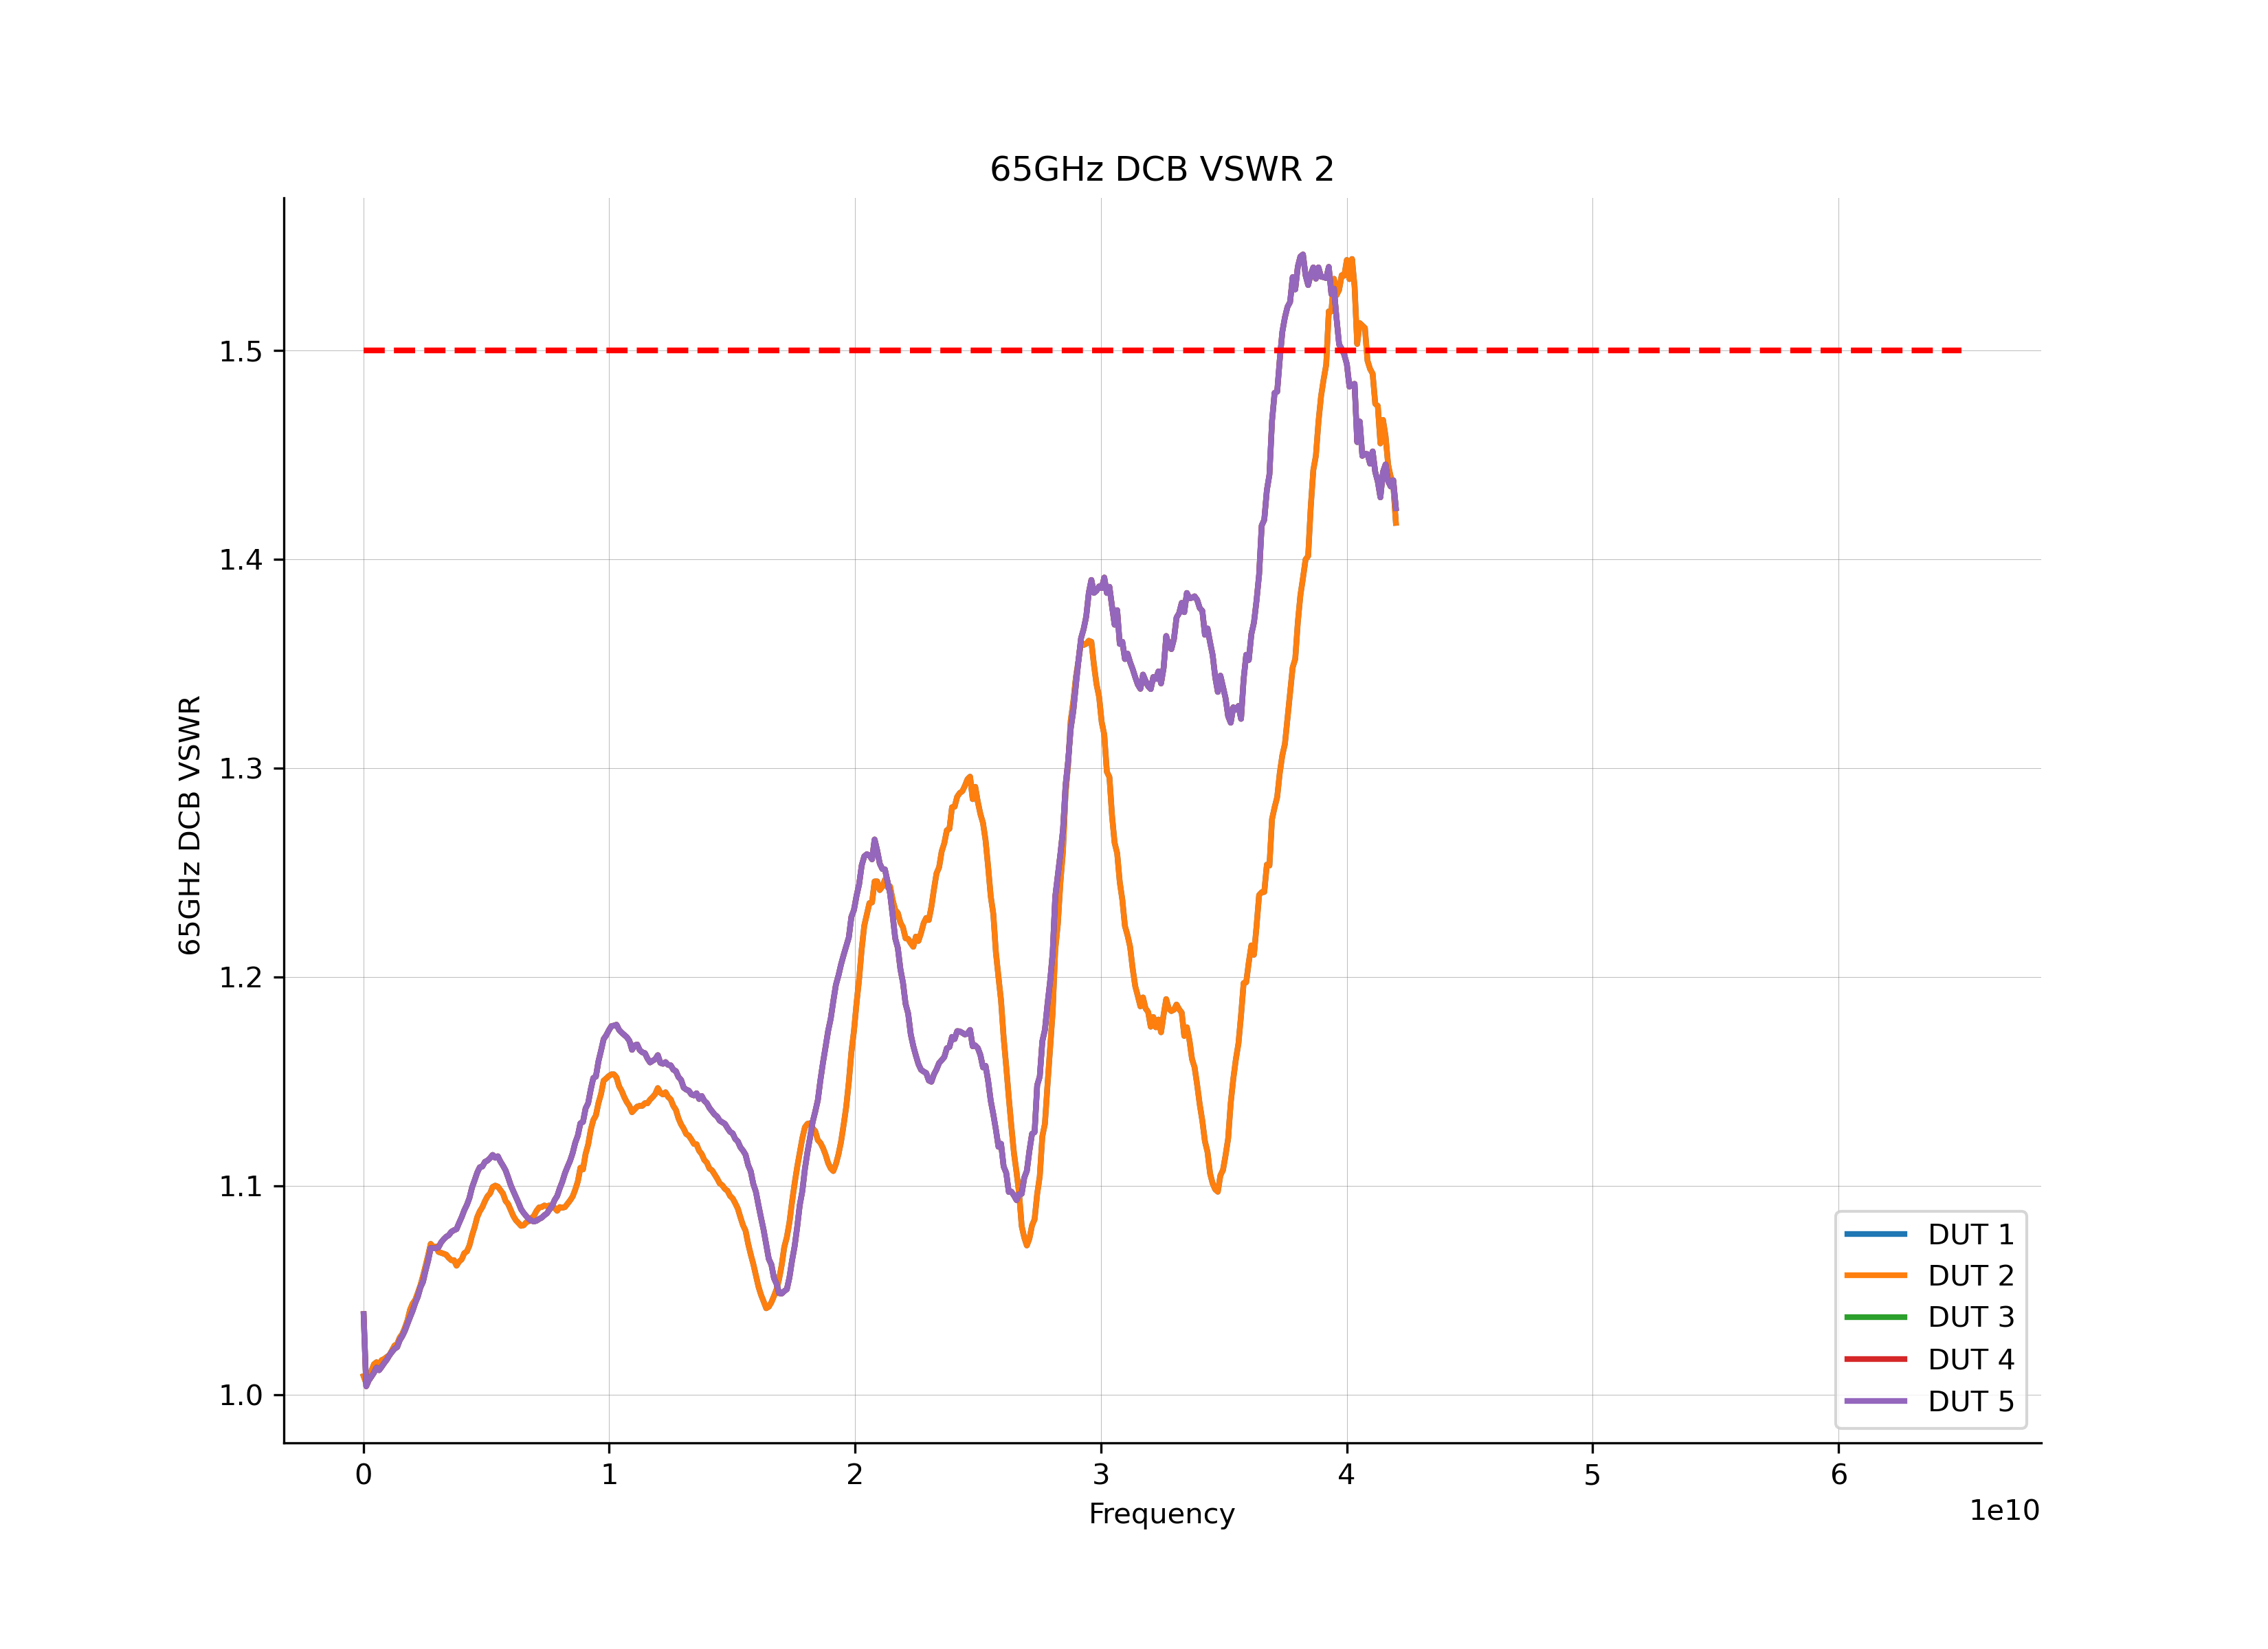 65GHz DCB VSWR 2
65GHz DCB VSWR
1.5
1.4
1.3
1.2
1.1
1.0
0 1 2 3 4 5 6
1e10
Frequency
DUT 1
DUT 2
DUT 3
DUT 4
DUT 5